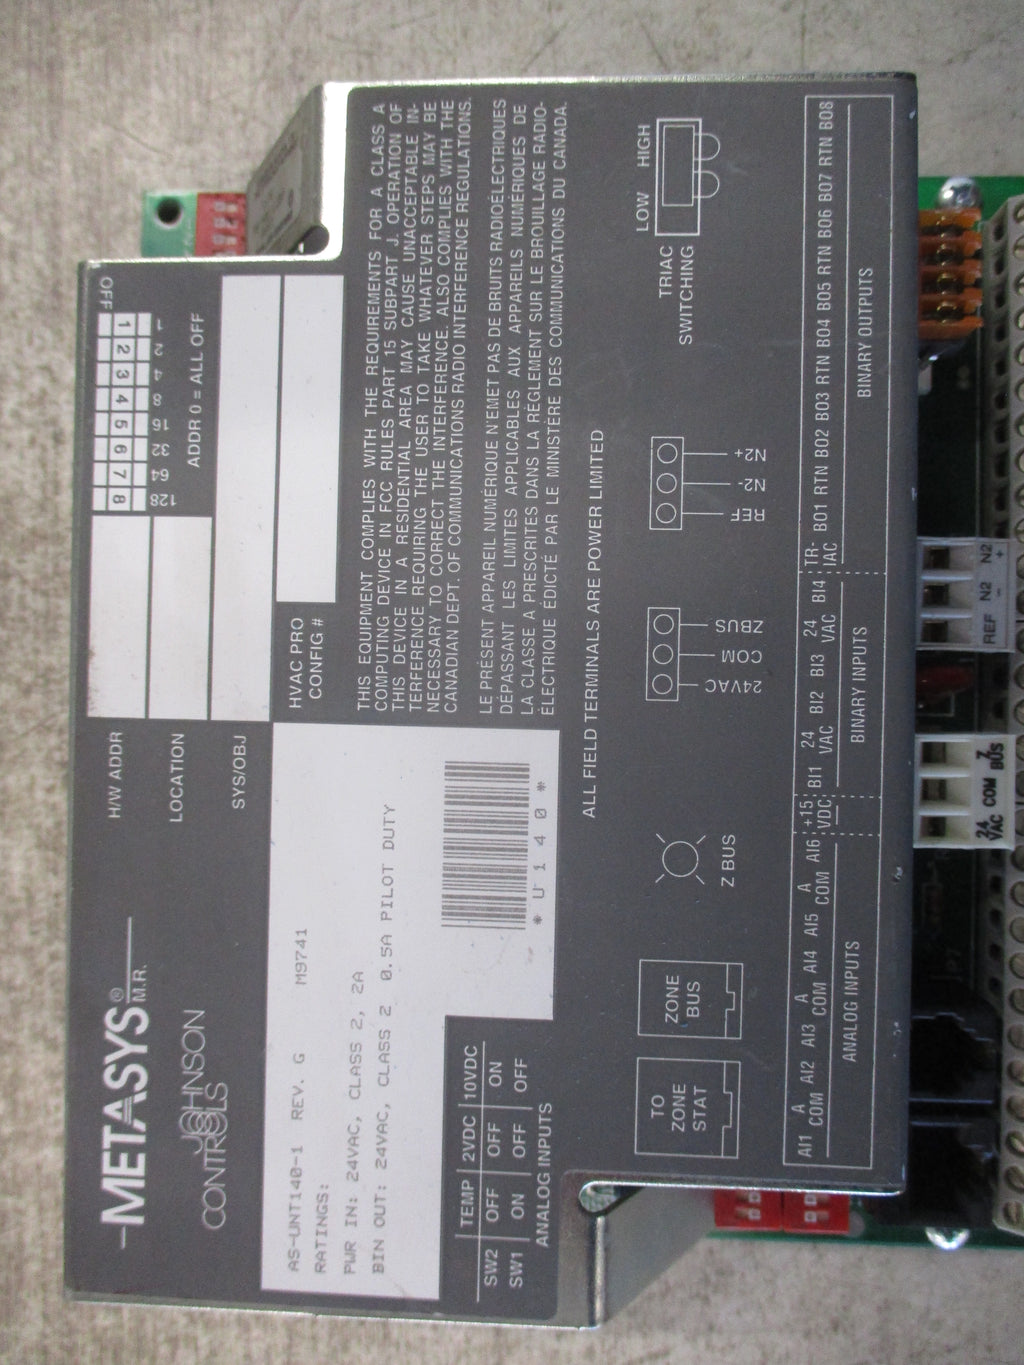 METASYS®
M.R.
JOHNSON
CONTROLS
H/W ADDR
LOCATION
SYS/OBJ
OFF
8 7 6 5 4 3 2 1
128 64 32 16 8 4 2 1
ADDR 0 = ALL OFF
AS-UNT140-1 REV. G M9741
RATINGS:
PWR IN: 24VAC, CLASS 2, 2A
BIN OUT: 24VAC, CLASS 2 0.5A PILOT DUTY
* U 1 4 0 *
HVAC PRO
CONFIG #
THIS EQUIPMENT COMPLIES WITH THE REQUIREMENTS FOR A CLASS A
COMPUTING DEVICE IN FCC RULES PART 15 SUBPART J. OPERATION OF
THIS DEVICE IN A RESIDENTIAL AREA MAY CAUSE UNACCEPTABLE IN-
TERFERENCE REQUIRING THE USER TO TAKE WHATEVER STEPS MAY BE
NECESSARY TO CORRECT THE INTERFERENCE. ALSO COMPLIES WITH THE
CANADIAN DEPT. OF COMMUNICATIONS RADIO INTERFERENCE REGULATIONS.
LE PRÉSENT APPAREIL NUMÉRIQUE N'EMET PAS DE BRUITS RADIOÉLECTRIQUES
DÉPASSANT LES LIMITES APPLICABLES AUX APPAREILS NUMÉRIQUES DE
LA CLASSE A PRESCRITES DANS LA RÉGLEMENT SUR LE BROUILLAGE RADIO-
ÉLECTRIQUE ÉDICTÉ PAR LE MINISTÈRE DES COMMUNICATIONS DU CANADA.
TEMP 2VDC 10VDC
SW2 OFF OFF ON
SW1 ON OFF OFF
ANALOG INPUTS
ALL FIELD TERMINALS ARE POWER LIMITED
TO
ZONE
STAT
ZONE
BUS
Z BUS
24VAC COM ZBUS
REF N2- N2+
LOW HIGH
TRIAC
SWITCHING
AI1 A COM AI2 AI3 A COM AI4 AI5 A COM AI6 +15 VDC BI1 24 VAC BI2 BI3 24 VAC BI4 TR-IAC BO1 RTN BO2 BO3 RTN BO4 BO5 RTN BO6 BO7 RTN BO8
ANALOG INPUTS BINARY INPUTS BINARY OUTPUTS
24 VAC COM Z BUS
REF N2 - N2 +